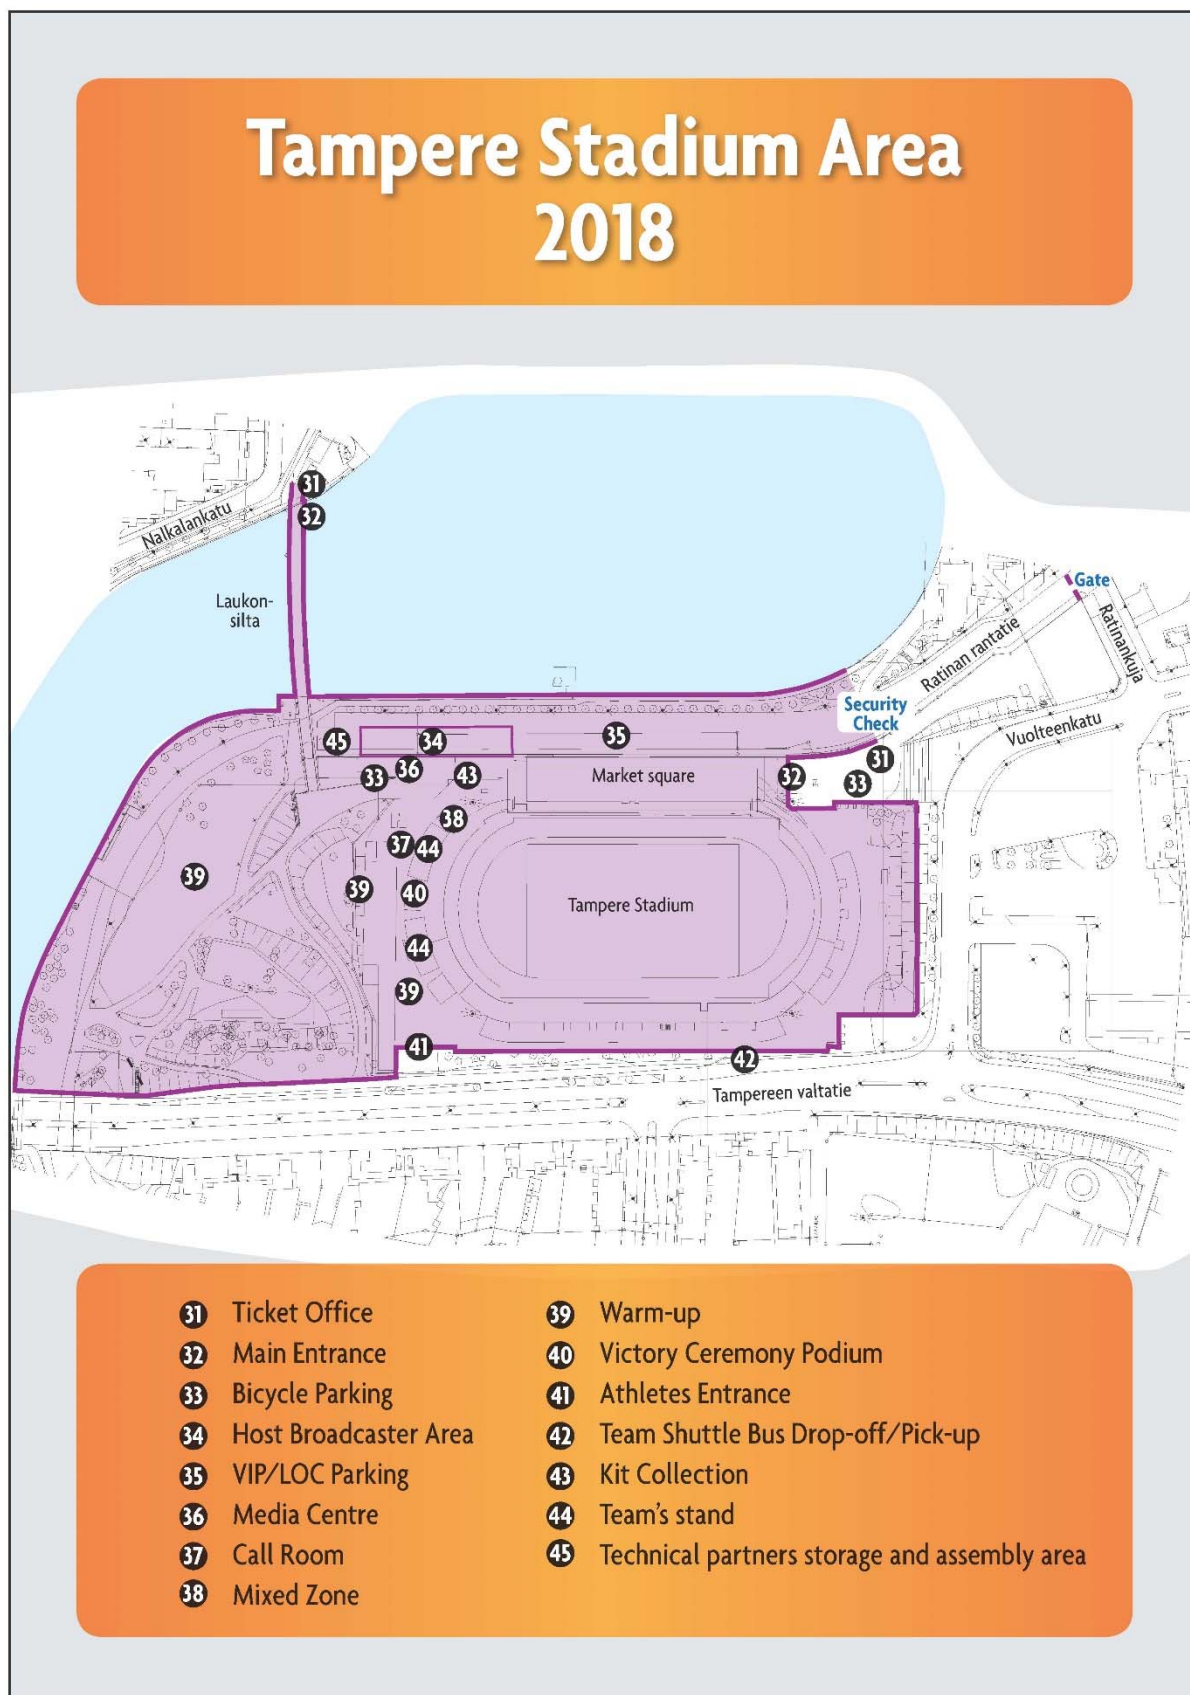 Tampere Stadium Area
2018
31
Nalkalankatu
32
Laukon-
silta
Gate
Ratinan rantatie
Ratinankuja
Security
Check
Vuolteenkatu
45
34
35
31
36
33
43
Market square
32
33
38
37
44
39
39
40
Tampere Stadium
44
39
41
42
Tampereen valtatie
31 Ticket Office
32 Main Entrance
33 Bicycle Parking
34 Host Broadcaster Area
35 VIP/LOC Parking
36 Media Centre
37 Call Room
38 Mixed Zone
39 Warm-up
40 Victory Ceremony Podium
41 Athletes Entrance
42 Team Shuttle Bus Drop-off/Pick-up
43 Kit Collection
44 Team's stand
45 Technical partners storage and assembly area